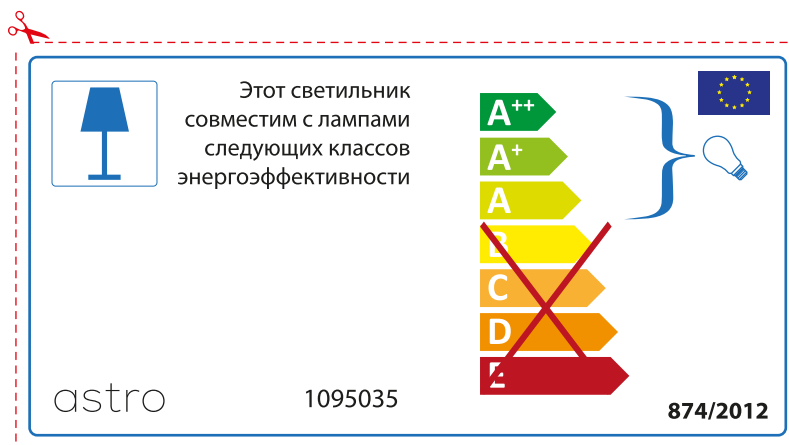 Этот светильник
совместим с лампами
следующих классов
энергоэффективности
A++
A+
A
B
C
D
E
astro
1095035
874/2012